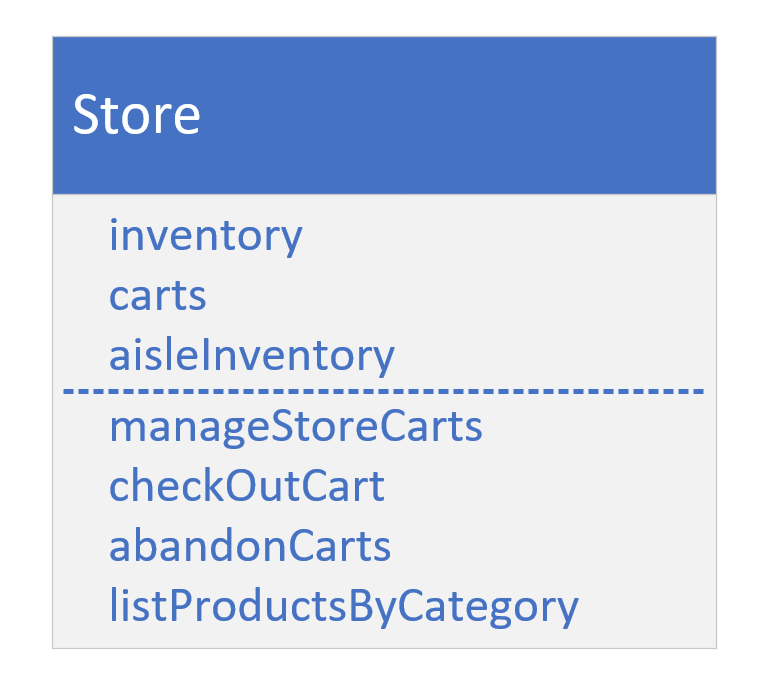 Store
inventory
carts
aisleInventory
manageStoreCarts
checkOutCart
abandonCarts
listProductsByCategory